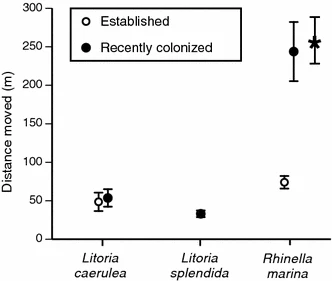 300
250
200
150
100
50
0
Distance moved (m)
Established
Recently colonized
Litoria
caerulea
Litoria
splendida
Rhinella
marina